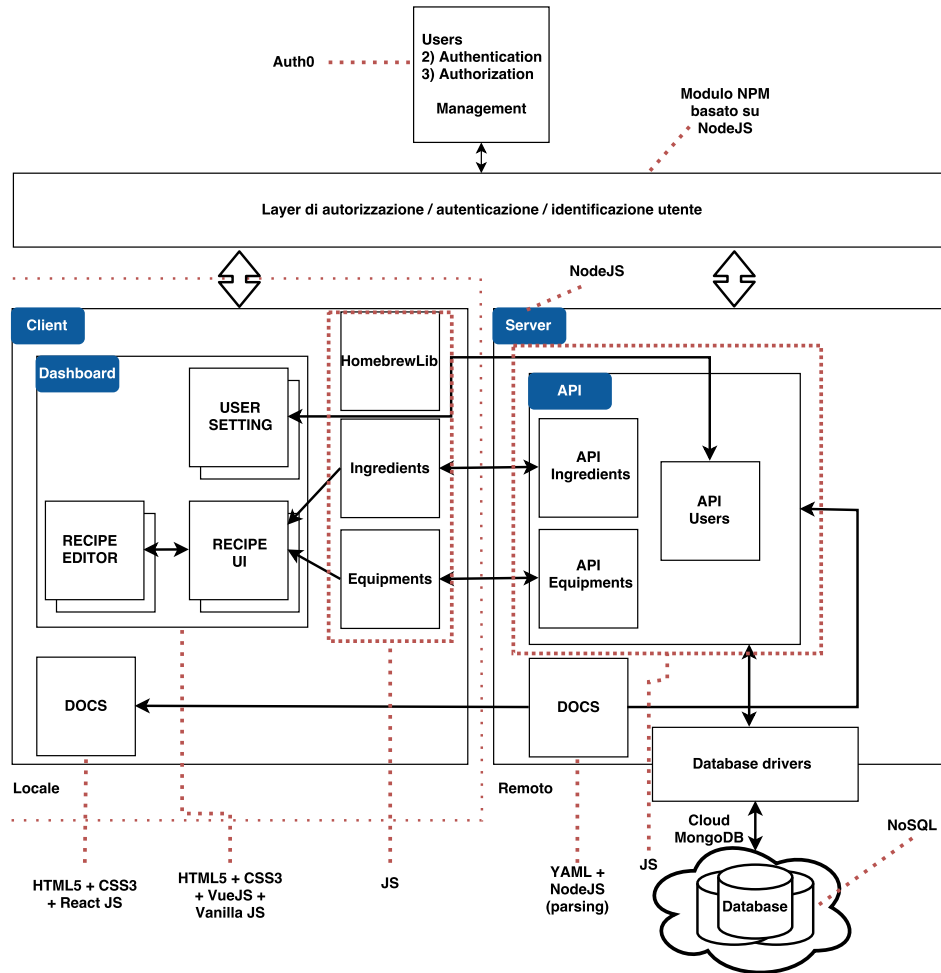 Users
2) Authentication
3) Authorization
Management
Auth0
Modulo NPM
basato su
NodeJS
Layer di autorizzazione / autenticazione / identificazione utente
NodeJS
Client
Dashboard
USER
SETTING
RECIPE
EDITOR
RECIPE
UI
HomebrewLib
Ingredients
Equipments
DOCS
Locale
Server
API
API
Ingredients
API
Users
API
Equipments
DOCS
Remoto
Database drivers
Cloud
MongoDB
NoSQL
Database
HTML5 + CSS3
+ React JS
HTML5 + CSS3
+ VueJS +
Vanilla JS
JS
YAML +
NodeJS
(parsing)
JS